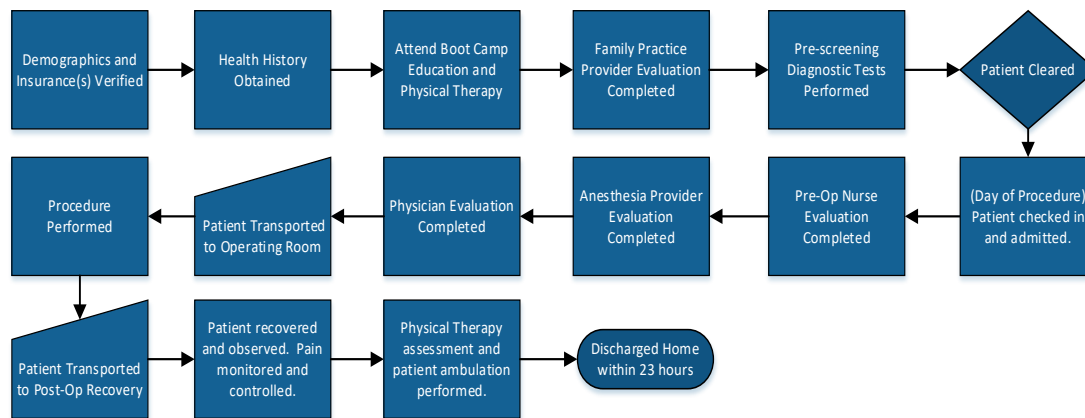 Demographics and
Insurance(s) Verified
Health History
Obtained
Attend Boot Camp
Education and
Physical Therapy
Family Practice
Provider Evaluation
Completed
Pre-screening
Diagnostic Tests
Performed
Patient Cleared
(Day of Procedure)
Patient checked in
and admitted.
Pre-Op Nurse
Evaluation
Completed
Anesthesia Provider
Evaluation
Completed
Physician Evaluation
Completed
Patient Transported
to Operating Room
Procedure
Performed
Patient Transported
to Post-Op Recovery
Patient recovered
and observed. Pain
monitored and
controlled.
Physical Therapy
assessment and
patient ambulation
performed.
Discharged Home
within 23 hours